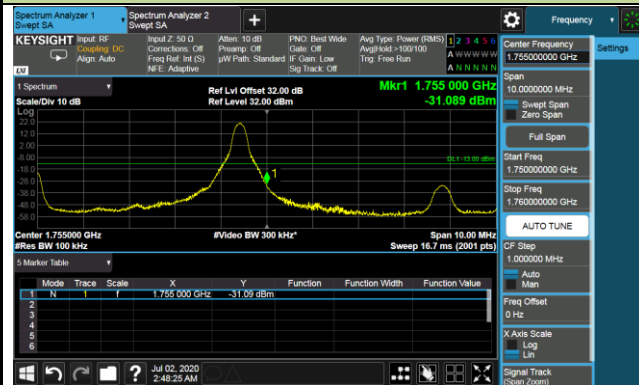 Spectrum Analyzer 1
Swept SA
Spectrum Analyzer 2
Swept SA
+
Frequency
KEYSIGHT
Input: RF
Coupling: DC
Align: Auto
Input Z: 50 Ω
Corrections: Off
Freq Ref: Int (S)
NFE: Adaptive
Atten: 10 dB
Preamp: Off
µW Path: Standard
PNO: Best Wide
Gate: Off
IF Gain: Low
Sig Track: Off
Avg Type: Power (RMS)
Avg|Hold:>100/100
Trig: Free Run
1 2 3 4 5 6
A W W W W W
A N N N N N
LXI
1 Spectrum
Scale/Div 10 dB
Ref Lvl Offset 32.00 dB
Ref Level 32.00 dBm
Mkr1 1.755 000 GHz
-31.089 dBm
Log
22.0
12.0
2.00
-8.00
-18.0
-28.0
-38.0
-48.0
-58.0
DL1 -13.00 dBm
1
Center 1.755000 GHz
#Res BW 100 kHz
#Video BW 300 kHz*
Span 10.00 MHz
Sweep 16.7 ms (2001 pts)
5 Marker Table
Mode Trace Scale X Y Function Function Width Function Value
1 N 1 f 1.755 000 GHz -31.09 dBm
2
3
4
5
6
Jul 02, 2020
2:48:25 AM
?
Center Frequency
1.755000000 GHz
Settings
Span
10.0000000 MHz
Swept Span
Zero Span
Full Span
Start Freq
1.750000000 GHz
Stop Freq
1.760000000 GHz
AUTO TUNE
CF Step
1.000000 MHz
Auto
Man
Freq Offset
0 Hz
X Axis Scale
Log
Lin
Signal Track
(Span Zoom)